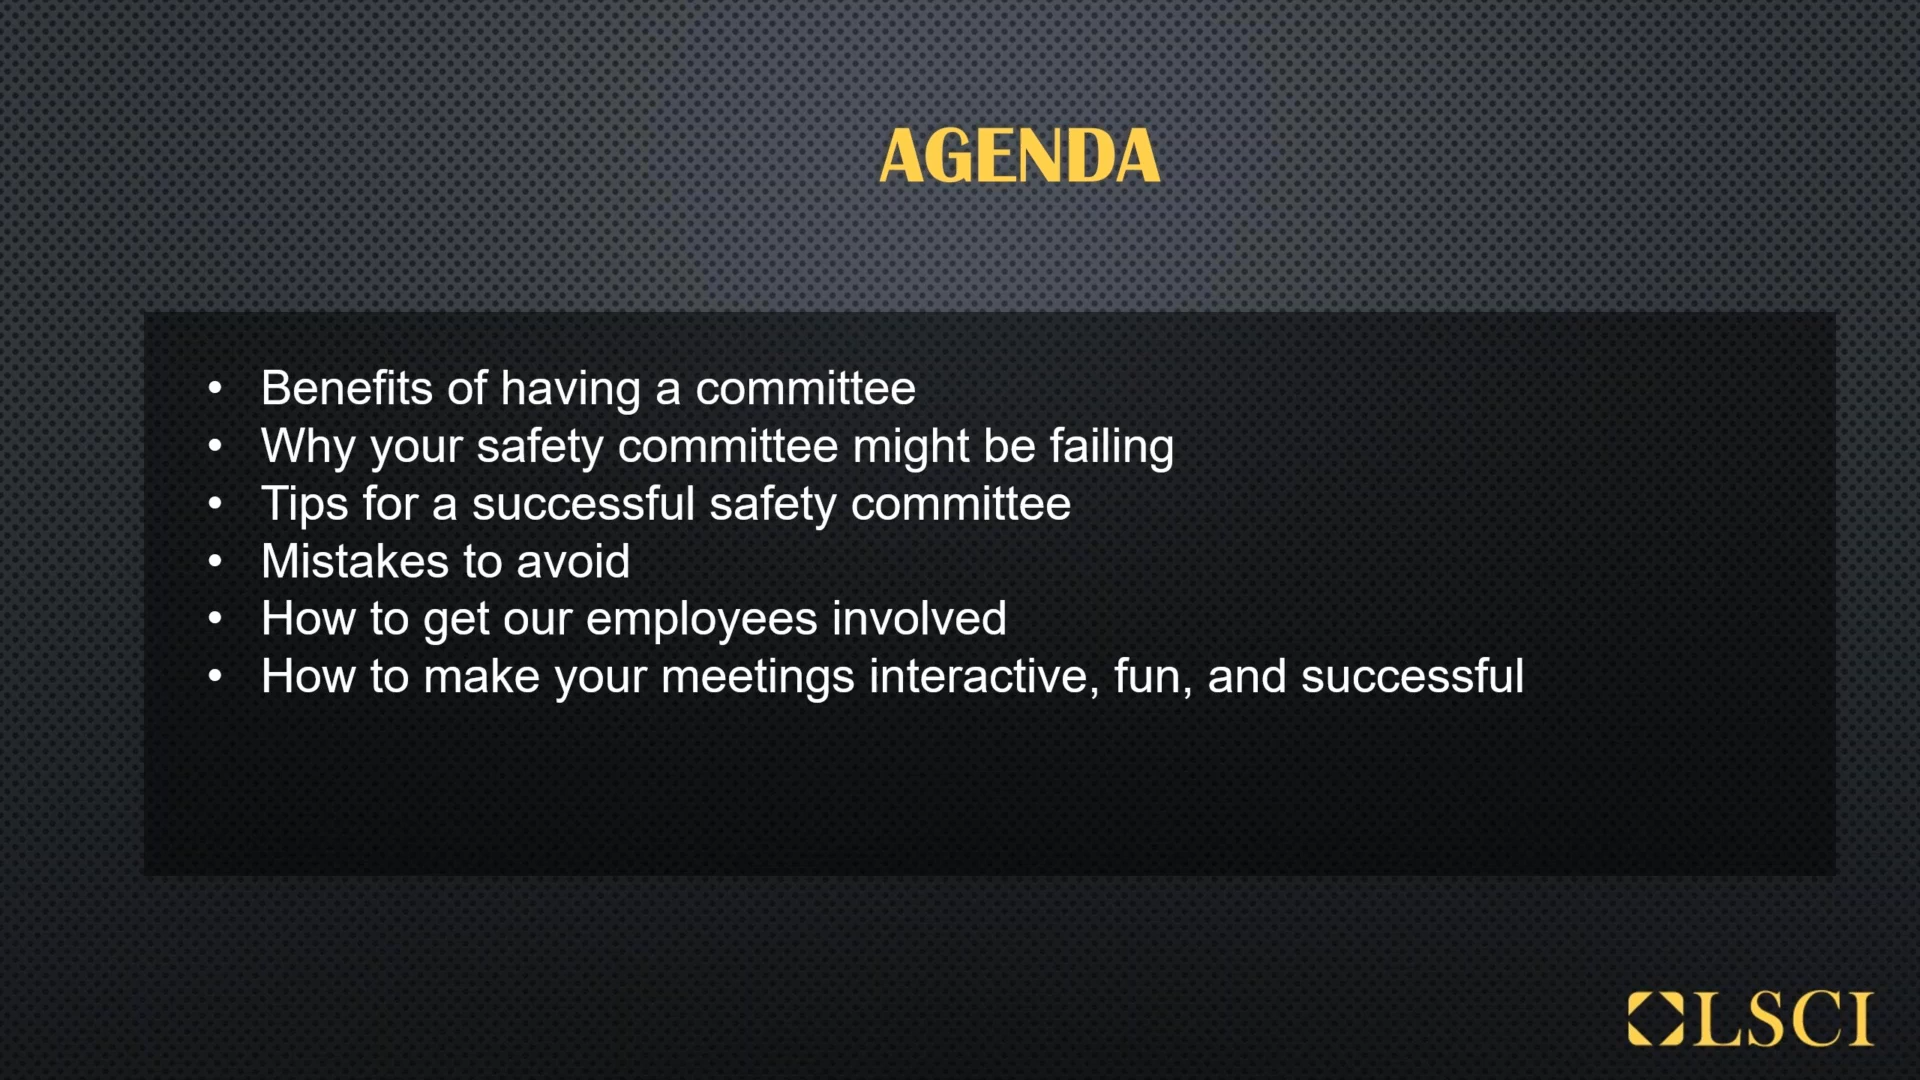 AGENDA
• Benefits of having a committee
• Why your safety committee might be failing
• Tips for a successful safety committee
• Mistakes to avoid
• How to get our employees involved
• How to make your meetings interactive, fun, and successful
LSCI